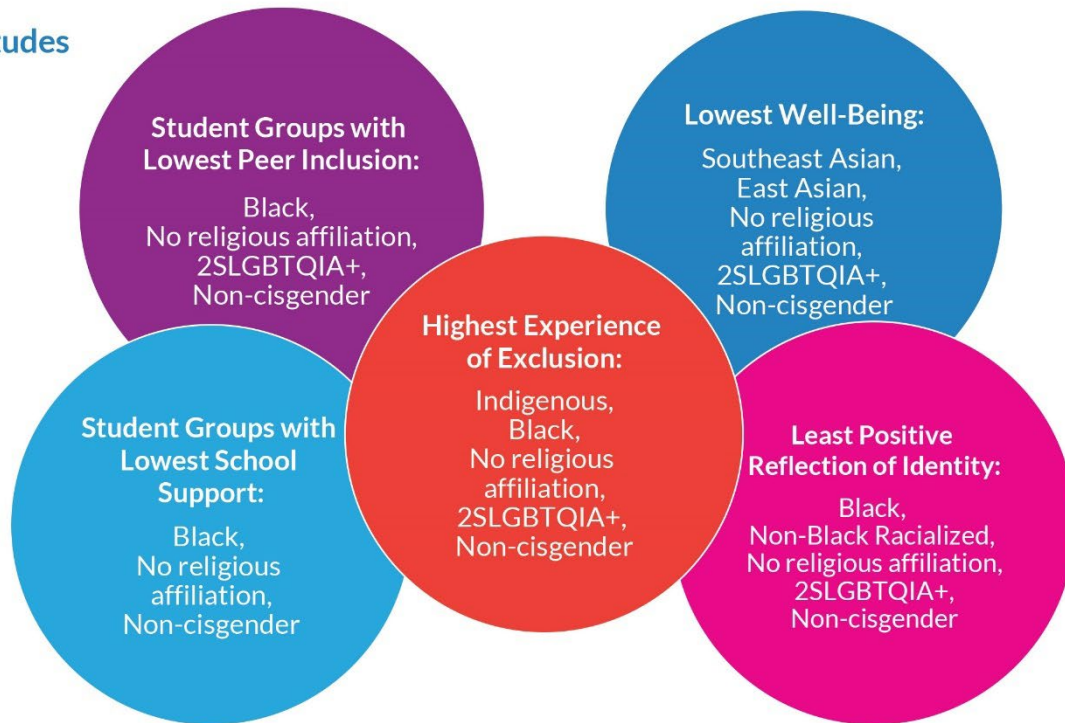 Student Groups with
Lowest Peer Inclusion:
Black,
No religious affiliation,
2SLGBTQIA+,
Non-cisgender
Lowest Well-Being:
Southeast Asian,
East Asian,
No religious
affiliation,
2SLGBTQIA+,
Non-cisgender
Highest Experience
of Exclusion:
Indigenous,
Black,
No religious
affiliation,
2SLGBTQIA+,
Non-cisgender
Student Groups with
Lowest School
Support:
Black,
No religious
affiliation,
Non-cisgender
Least Positive
Reflection of Identity:
Black,
Non-Black Racialized,
No religious affiliation,
2SLGBTQIA+,
Non-cisgender